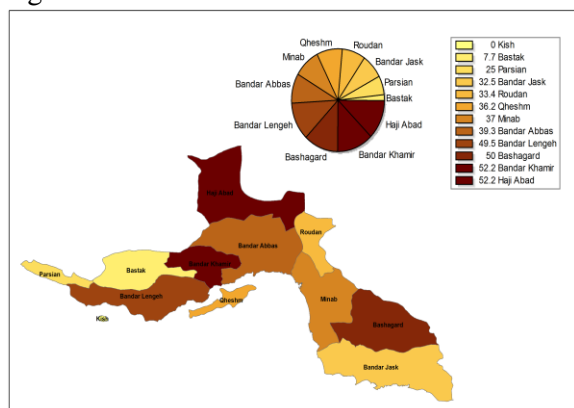 Qheshm
Roudan
Minab
Bandar Jask
Bandar Abbas
Parsian
Bastak
Bandar Lengeh
Haji Abad
Bashagard
Bandar Khamir
0 Kish
7.7 Bastak
25 Parsian
32.5 Bandar Jask
33.4 Roudan
36.2 Qheshm
37 Minab
39.3 Bandar Abbas
49.5 Bandar Lengeh
50 Bashagard
52.2 Bandar Khamir
52.2 Haji Abad
Haji Abad
Roudan
Bandar Abbas
Bastak
Bandar Khamir
Parsian
Bandar Lengeh
Qheshm
Minab
Kish
Bashagard
Bandar Jask